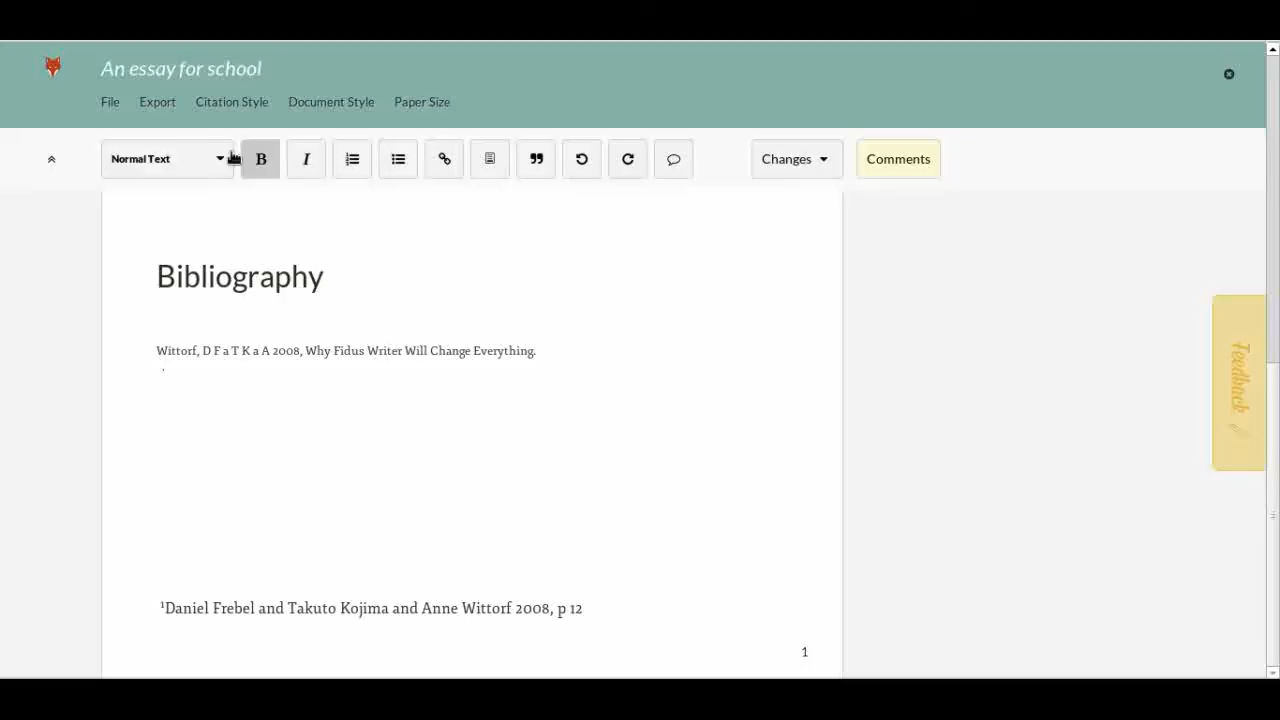 An essay for school
File Export Citation Style Document Style Paper Size
Normal Text B I Changes Comments
Bibliography
Wittorf, D F a T K a A 2008, Why Fidus Writer Will Change Everything.
.
Feedback
¹Daniel Frebel and Takuto Kojima and Anne Wittorf 2008, p 12
1